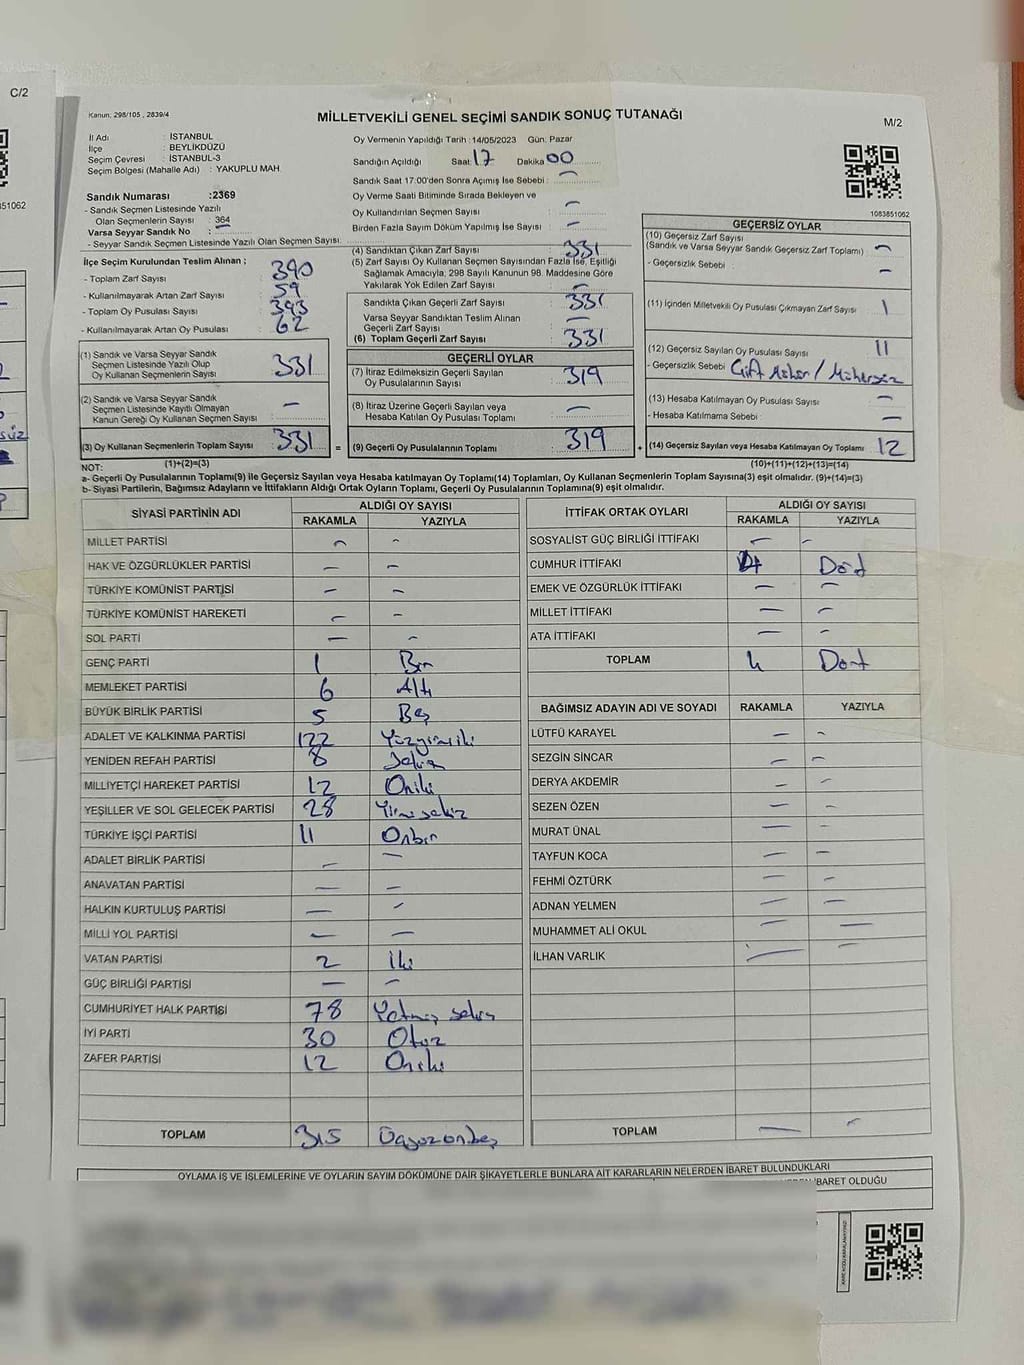 C/2
Kanun: 298/105 , 2839/4
MİLLETVEKİLİ GENEL SEÇİMİ SANDIK SONUÇ TUTANAĞI
M/2
İl Adı : İSTANBUL
İlçe : BEYLİKDÜZÜ
Seçim Çevresi : İSTANBUL-3
Seçim Bölgesi (Mahalle Adı) : YAKUPLU MAH.
Oy Vermenin Yapıldığı Tarih : 14/05/2023 Gün: Pazar
Sandığın Açıldığı Saat: 17 Dakika 00
Sandık Saat 17:00'den Sonra Açımış İse Sebebi : —
Oy Verme Saati Bitiminde Sırada Bekleyen ve
Oy Kullandırılan Seçmen Sayısı : —
Birden Fazla Sayım Döküm Yapılmış İse Sayısı : —
1083851062
Sandık Numarası :2369
- Sandık Seçmen Listesinde Yazılı
Olan Seçmenlerin Sayısı : 364
Varsa Seyyar Sandık No :
- Seyyar Sandık Seçmen Listesinde Yazılı Olan Seçmen Sayısı:
İlçe Seçim Kurulundan Teslim Alınan ;
- Toplam Zarf Sayısı : 390
- Kullanılmayarak Artan Zarf Sayısı : 59
- Toplam Oy Pusulası Sayısı : 393
- Kullanılmayarak Artan Oy Pusulası : 62
(1) Sandık ve Varsa Seyyar Sandık
Seçmen Listesinde Yazılı Olup
Oy Kullanan Seçmenlerin Sayısı : 331
(2) Sandık ve Varsa Seyyar Sandık
Seçmen Listesinde Kayıtlı Olmayan
Kanun Gereği Oy Kullanan Seçmen Sayısı : —
(3) Oy Kullanan Seçmenlerin Toplam Sayısı : 331 =
(1)+(2)=(3)
(4) Sandıktan Çıkan Zarf Sayısı : 331
(5) Zarf Sayısı Oy Kullanan Seçmen Sayısından Fazla İse, Eşitliği
Sağlamak Amacıyla, 298 Sayılı Kanunun 98. Maddesine Göre
Yakılarak Yok Edilen Zarf Sayısı : —
Sandıkta Çıkan Geçerli Zarf Sayısı : 331
Varsa Seyyar Sandıktan Teslim Alınan
Geçerli Zarf Sayısı : —
(6) Toplam Geçerli Zarf Sayısı : 331
GEÇERLİ OYLAR
(7) İtiraz Edilmeksizin Geçerli Sayılan
Oy Pusulalarının Sayısı : 319
(8) İtiraz Üzerine Geçerli Sayılan veya
Hesaba Katılan Oy Pusulası Toplamı : —
(9) Geçerli Oy Pusulalarının Toplamı : 319 +
GEÇERSİZ OYLAR
(10) Geçersiz Zarf Sayısı
(Sandık ve Varsa Seyyar Sandık Geçersiz Zarf Toplamı) : —
- Geçersizlik Sebebi : —
(11) İçinden Milletvekili Oy Pusulası Çıkmayan Zarf Sayısı : 1
(12) Geçersiz Sayılan Oy Pusulası Sayısı : 11
- Geçersizlik Sebebi : Çift Mühür / Mühürsüz
(13) Hesaba Katılmayan Oy Pusulası Sayısı : —
- Hesaba Katılmama Sebebi : —
(14) Geçersiz Sayılan veya Hesaba Katılmayan Oy Toplamı : 12
(10)+(11)+(12)+(13)=(14)
NOT:
a- Geçerli Oy Pusulalarının Toplamı(9) ile Geçersiz Sayılan veya Hesaba katılmayan Oy Toplamı(14) Toplamları, Oy Kullanan Seçmenlerin Toplam Sayısına(3) eşit olmalıdır. (9)+(14)=(3)
b- Siyasi Partilerin, Bağımsız Adayların ve İttifakların Aldığı Ortak Oyların Toplamı, Geçerli Oy Pusulalarının Toplamına(9) eşit olmalıdır.
SİYASİ PARTİNİN ADI ALDIĞI OY SAYISI
RAKAMLA YAZIYLA
MİLLET PARTİSİ — —
HAK VE ÖZGÜRLÜKLER PARTİSİ — —
TÜRKİYE KOMÜNİST PARTİSİ — —
TÜRKİYE KOMÜNİST HAREKETİ — —
SOL PARTİ — —
GENÇ PARTİ 1 Bir
MEMLEKET PARTİSİ 6 Altı
BÜYÜK BİRLİK PARTİSİ 5 Beş
ADALET VE KALKINMA PARTİSİ 122 Yüzyirmiiki
YENİDEN REFAH PARTİSİ 8 Sekiz
MİLLİYETÇİ HAREKET PARTİSİ 12 Oniki
YEŞİLLER VE SOL GELECEK PARTİSİ 28 Yirmisekiz
TÜRKİYE İŞÇİ PARTİSİ 11 Onbir
ADALET BİRLİK PARTİSİ — —
ANAVATAN PARTİSİ — —
HALKIN KURTULUŞ PARTİSİ — —
MİLLİ YOL PARTİSİ — —
VATAN PARTİSİ 2 İki
GÜÇ BİRLİĞİ PARTİSİ — —
CUMHURİYET HALK PARTİSİ 78 Yetmiş sekiz
İYİ PARTİ 30 Otuz
ZAFER PARTİSİ 12 Oniki
TOPLAM 315 Üçyüzonbeş
İTTİFAK ORTAK OYLARI ALDIĞI OY SAYISI
RAKAMLA YAZIYLA
SOSYALİST GÜÇ BİRLİĞİ İTTİFAKI — —
CUMHUR İTTİFAKI 4 Dört
EMEK VE ÖZGÜRLÜK İTTİFAKI — —
MİLLET İTTİFAKI — —
ATA İTTİFAKI — —
TOPLAM 4 Dört
BAĞIMSIZ ADAYIN ADI VE SOYADI RAKAMLA YAZIYLA
LÜTFÜ KARAYEL — —
SEZGİN SİNCAR — —
DERYA AKDEMİR — —
SEZEN ÖZEN — —
MURAT ÜNAL — —
TAYFUN KOCA — —
FEHMİ ÖZTÜRK — —
ADNAN YELMEN — —
MUHAMMET ALİ OKUL — —
İLHAN VARLIK — —
TOPLAM — —
OYLAMA İŞ VE İŞLEMLERİNE VE OYLARIN SAYIM DÖKÜMÜNE DAİR ŞİKAYETLERLE BUNLARA AİT KARARLARIN NELERDEN İBARET BULUNDUKLARI
İBARET OLDUĞU